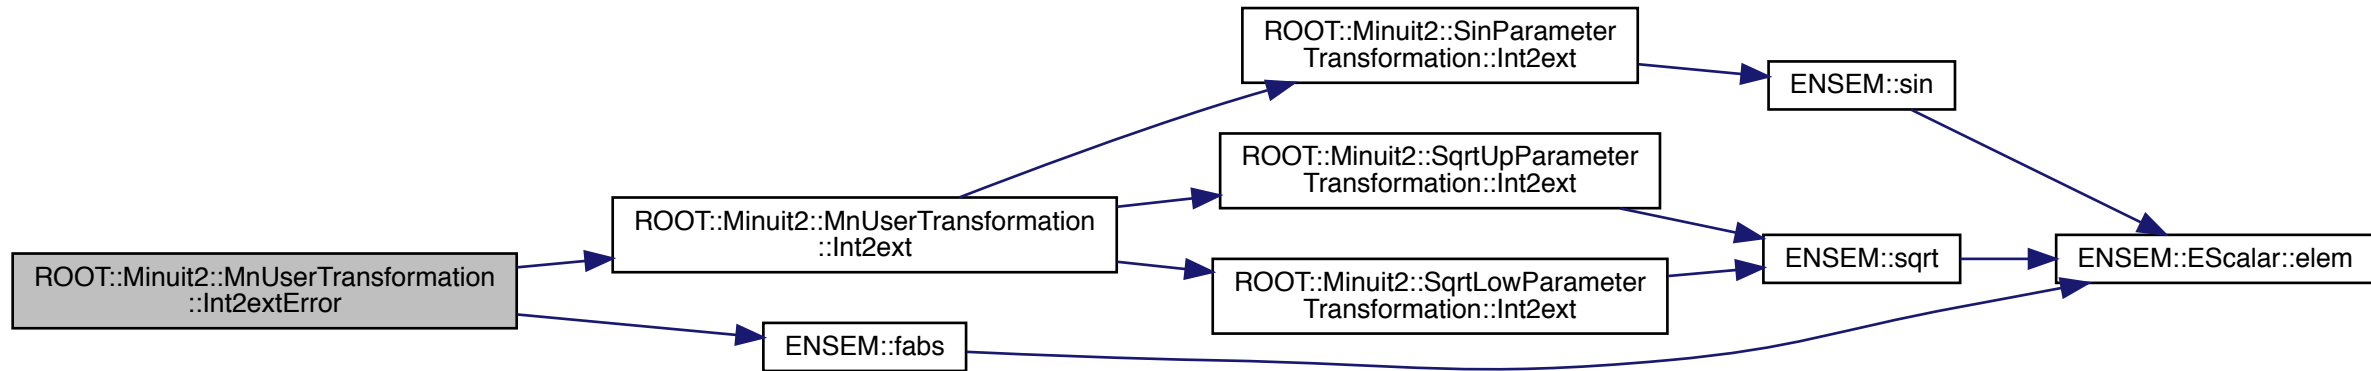 ROOT::Minuit2::MnUserTransformation
::Int2extError
ROOT::Minuit2::MnUserTransformation
::Int2ext
ENSEM::fabs
ROOT::Minuit2::SinParameter
Transformation::Int2ext
ROOT::Minuit2::SqrtUpParameter
Transformation::Int2ext
ROOT::Minuit2::SqrtLowParameter
Transformation::Int2ext
ENSEM::sin
ENSEM::sqrt
ENSEM::EScalar::elem